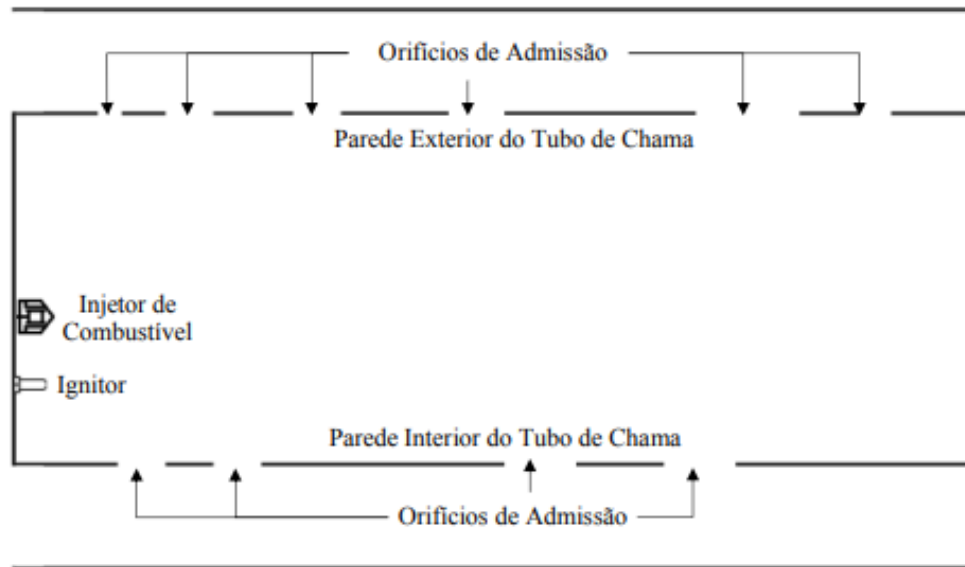 Orifícios de Admissão
Parede Exterior do Tubo de Chama
Injetor de
Combustível
Ignitor
Parede Interior do Tubo de Chama
Orifícios de Admissão